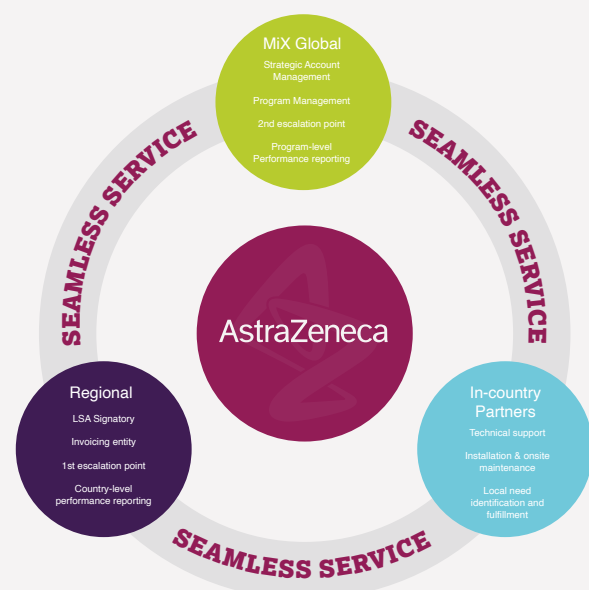 MiX Global
Strategic Account
Management
Program Management
2nd escalation point
Program-level
Performance reporting
SEAMLESS SERVICE
SEAMLESS SERVICE
AstraZeneca
Regional
LSA Signatory
Invoicing entity
1st escalation point
Country-level
performance reporting
In-country
Partners
Technical support
Installation & onsite
maintenance
Local need
identification and
fulfillment
SEAMLESS SERVICE